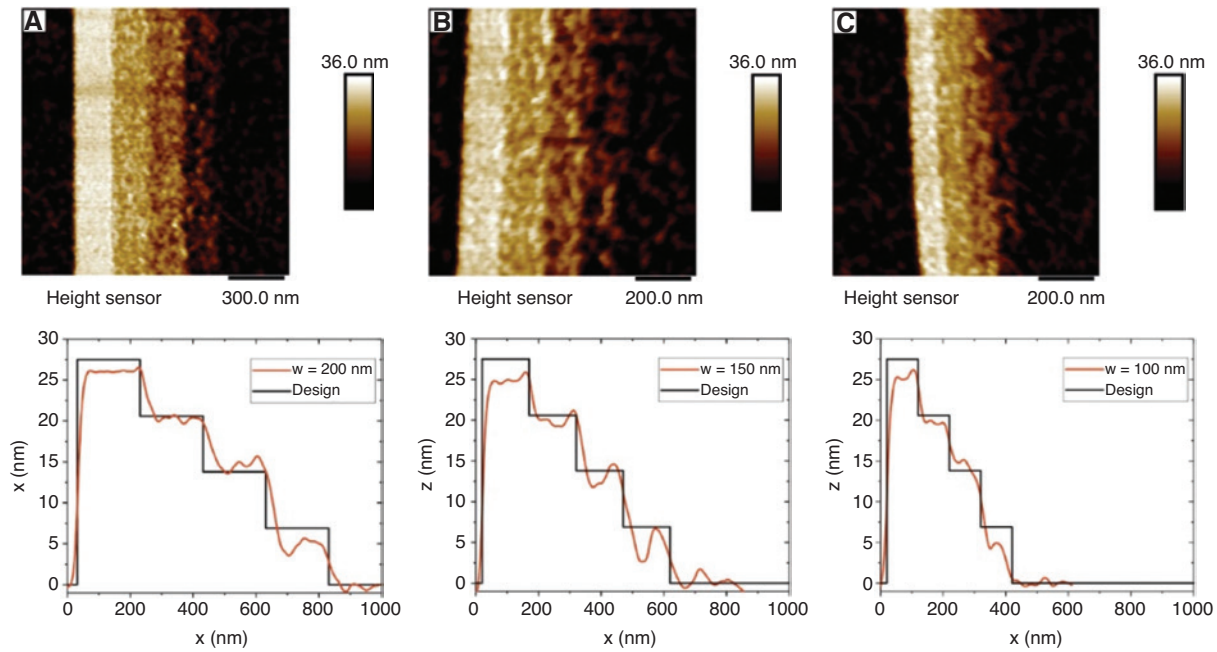 A
B
C
36.0 nm
36.0 nm
36.0 nm
Height sensor 300.0 nm
Height sensor 200.0 nm
Height sensor 200.0 nm
30
25
20
15
10
5
0
x (nm)
w = 200 nm
Design
0 200 400 600 800 1000
x (nm)
30
25
20
15
10
5
0
z (nm)
w = 150 nm
Design
0 200 400 600 800 1000
x (nm)
30
25
20
15
10
5
0
z (nm)
w = 100 nm
Design
0 200 400 600 800 1000
x (nm)